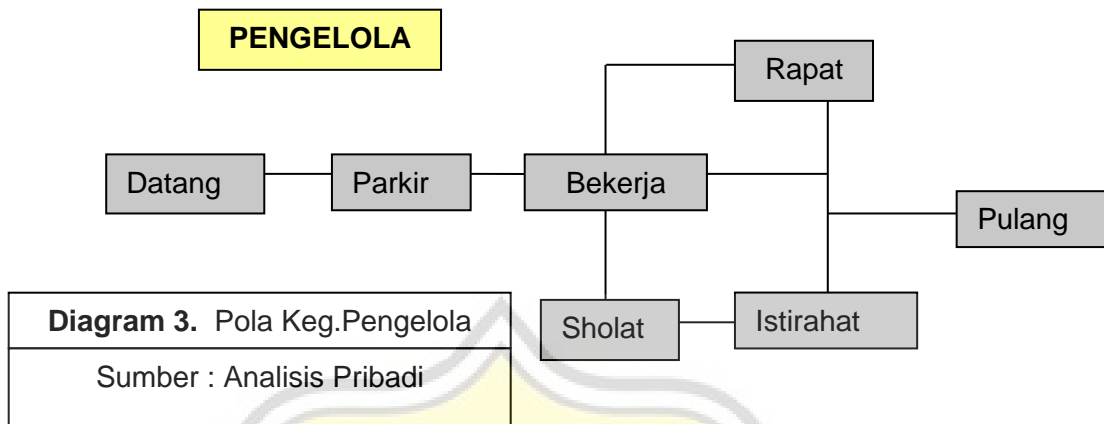 PENGELOLA
Rapat
Datang
Parkir
Bekerja
Pulang
Sholat
Istirahat
Diagram 3. Pola Keg.Pengelola
Sumber : Analisis Pribadi